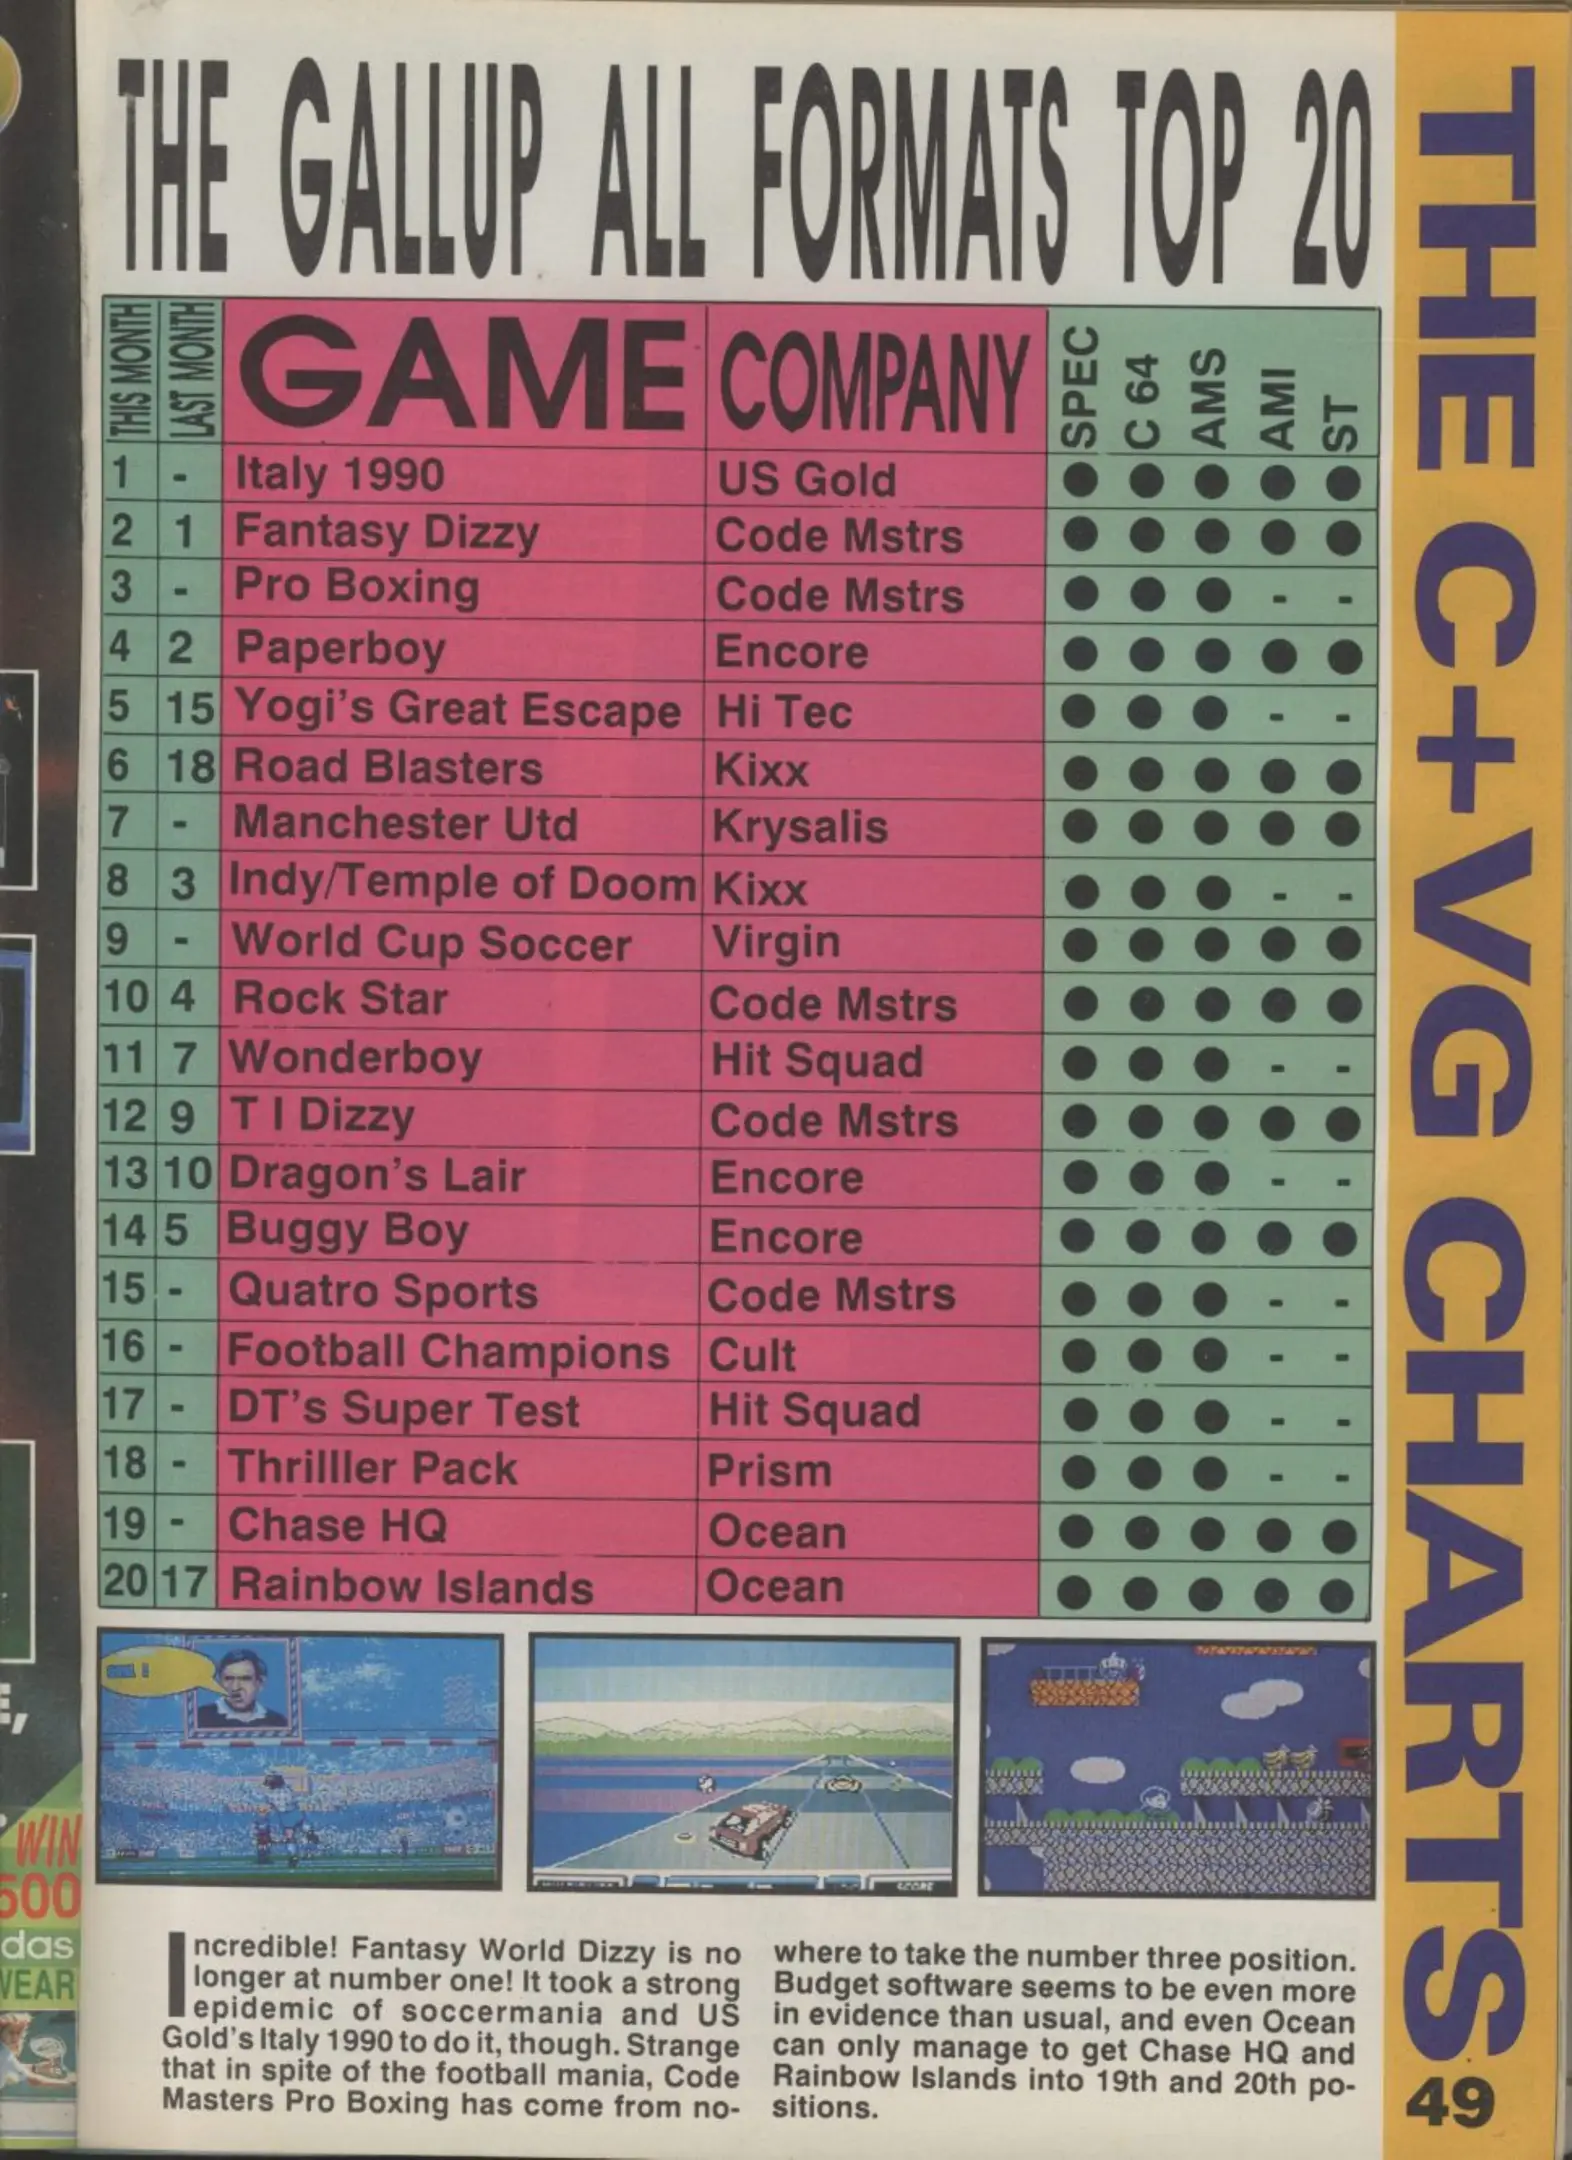 THE GALLUP ALL FORMATS TOP 20
THIS MONTH LAST MONTH GAME COMPANY SPEC C 64 AMS AMI ST
1 - Italy 1990 US Gold ● ● ● ● ●
2 1 Fantasy Dizzy Code Mstrs ● ● ● ● ●
3 - Pro Boxing Code Mstrs ● ● ● - -
4 2 Paperboy Encore ● ● ● ● ●
5 15 Yogi's Great Escape Hi Tec ● ● ● - -
6 18 Road Blasters Kixx ● ● ● ● ●
7 - Manchester Utd Krysalis ● ● ● ● ●
8 3 Indy/Temple of Doom Kixx ● ● ● - -
9 - World Cup Soccer Virgin ● ● ● ● ●
10 4 Rock Star Code Mstrs ● ● ● ● ●
11 7 Wonderboy Hit Squad ● ● ● - -
12 9 T I Dizzy Code Mstrs ● ● ● ● ●
13 10 Dragon's Lair Encore ● ● ● - -
14 5 Buggy Boy Encore ● ● ● ● ●
15 - Quatro Sports Code Mstrs ● ● ● - -
16 - Football Champions Cult ● ● ● - -
17 - DT's Super Test Hit Squad ● ● ● - -
18 - Thrilller Pack Prism ● ● ● - -
19 - Chase HQ Ocean ● ● ● ● ●
20 17 Rainbow Islands Ocean ● ● ● ● ●
SCORE
Incredible! Fantasy World Dizzy is no
longer at number one! It took a strong
epidemic of soccermania and US
Gold's Italy 1990 to do it, though. Strange
that in spite of the football mania, Code
Masters Pro Boxing has come from no-
where to take the number three position.
Budget software seems to be even more
in evidence than usual, and even Ocean
can only manage to get Chase HQ and
Rainbow Islands into 19th and 20th po-
sitions.
THE C+VG CHARTS
49
E,
WIN
500
das
WEAR